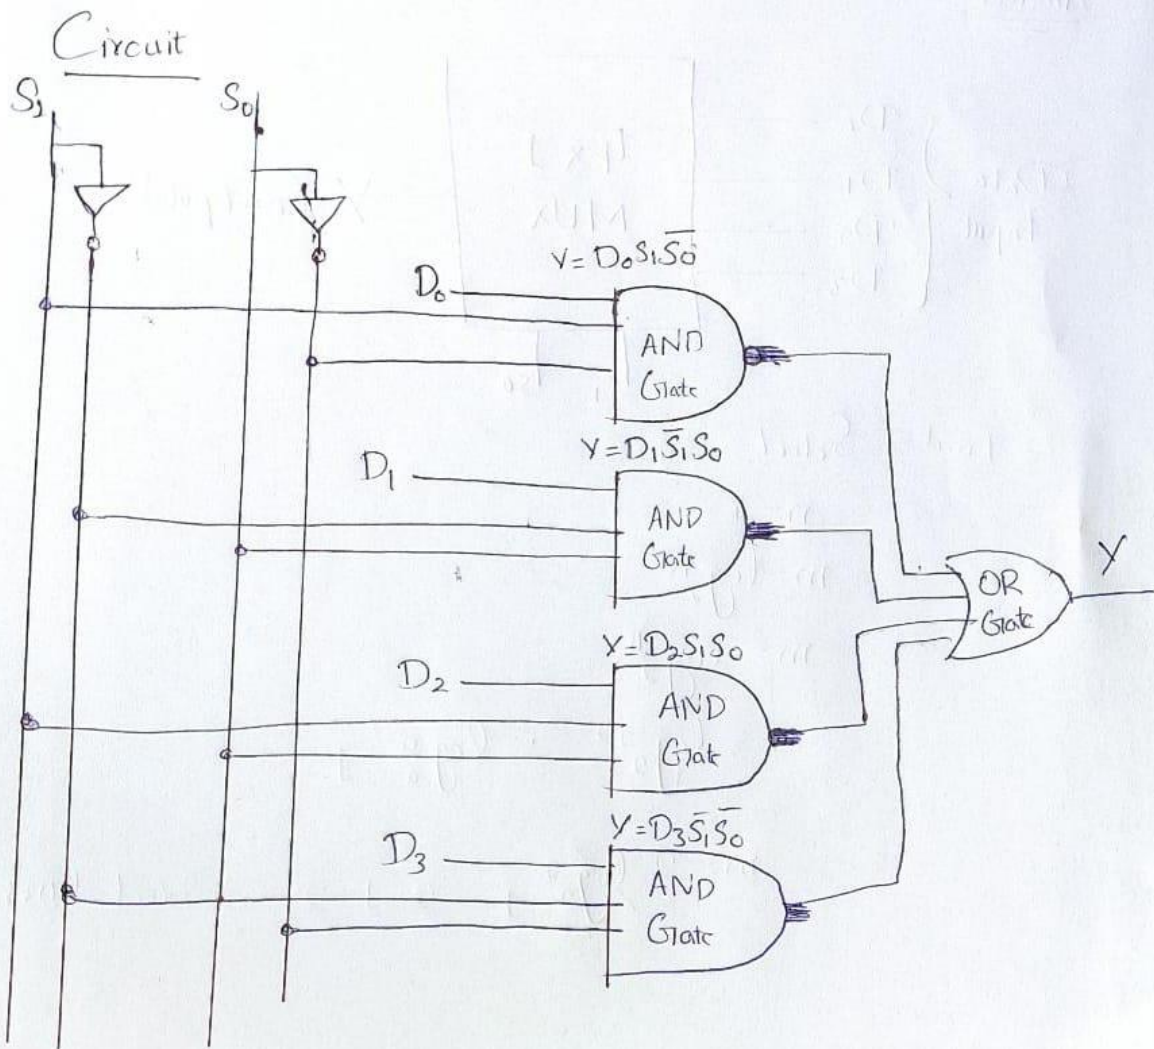 Circuit
S₁ S₀
Y = D₀S₁S̅₀
D₀
AND
Gate
Y = D₁S̅₁S₀
D₁
AND
Gate
Y
OR
Gate
Y = D₂S₁S₀
D₂
AND
Gate
Y = D₃S̅₁S̅₀
D₃
AND
Gate